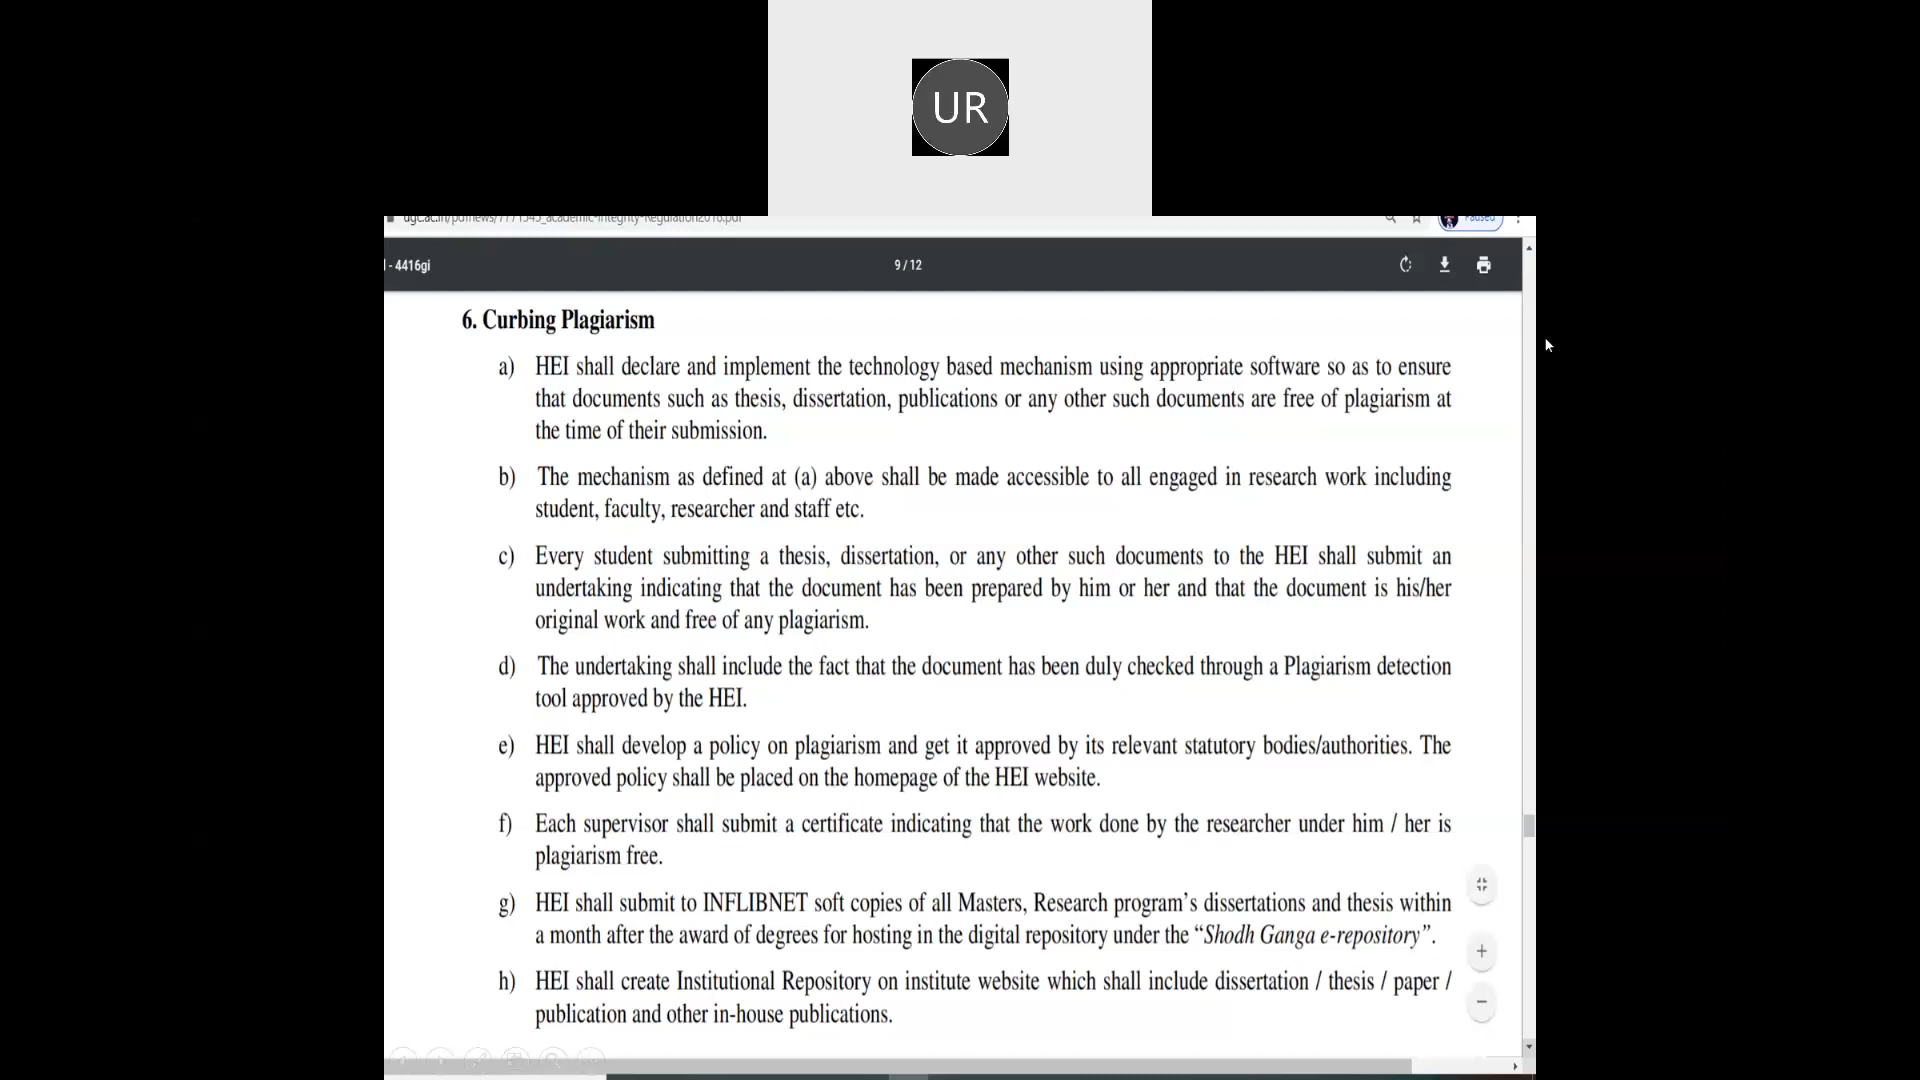 UR
ugc.ac.in/pdfnews/7771545_academic-integrity-Regulation2018.pdf
Paused
- 4416gi
9 / 12
6. Curbing Plagiarism
a) HEI shall declare and implement the technology based mechanism using appropriate software so as to ensure
that documents such as thesis, dissertation, publications or any other such documents are free of plagiarism at
the time of their submission.
b) The mechanism as defined at (a) above shall be made accessible to all engaged in research work including
student, faculty, researcher and staff etc.
c) Every student submitting a thesis, dissertation, or any other such documents to the HEI shall submit an
undertaking indicating that the document has been prepared by him or her and that the document is his/her
original work and free of any plagiarism.
d) The undertaking shall include the fact that the document has been duly checked through a Plagiarism detection
tool approved by the HEI.
e) HEI shall develop a policy on plagiarism and get it approved by its relevant statutory bodies/authorities. The
approved policy shall be placed on the homepage of the HEI website.
f) Each supervisor shall submit a certificate indicating that the work done by the researcher under him / her is
plagiarism free.
g) HEI shall submit to INFLIBNET soft copies of all Masters, Research program’s dissertations and thesis within
a month after the award of degrees for hosting in the digital repository under the “Shodh Ganga e-repository”.
h) HEI shall create Institutional Repository on institute website which shall include dissertation / thesis / paper /
publication and other in-house publications.